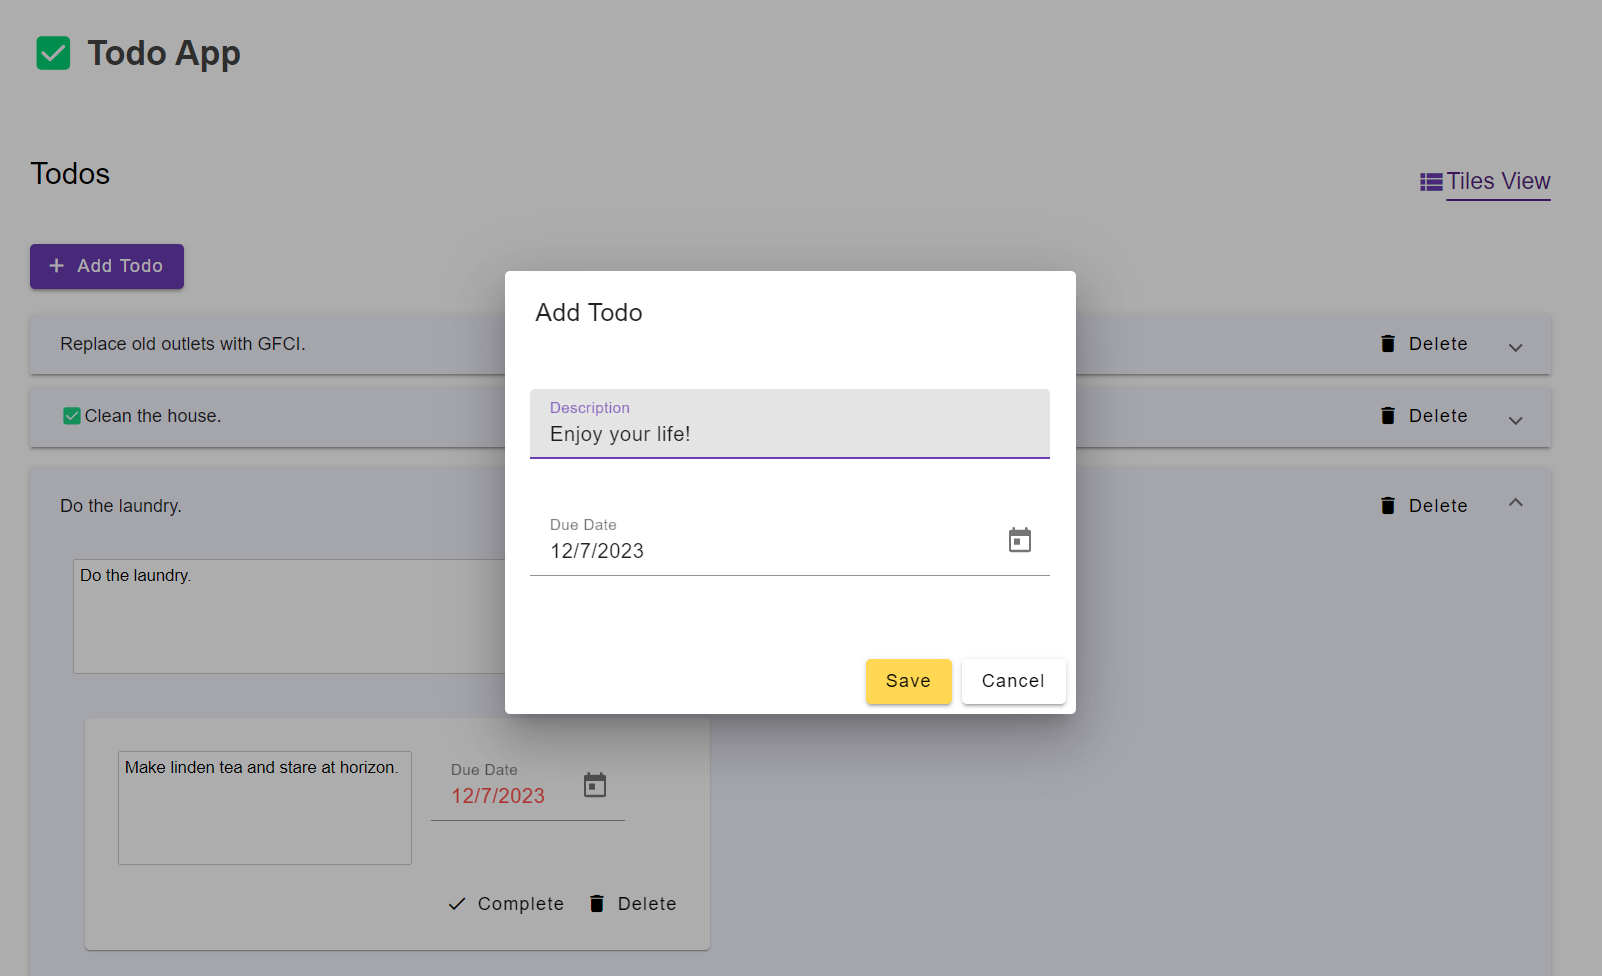 Todo App
Todos
Tiles View
Add Todo
Replace old outlets with GFCI.
Delete
Clean the house.
Delete
Do the laundry.
Delete
Do the laundry.
Make linden tea and stare at horizon.
Due Date
12/7/2023
Complete
Delete
Add Todo
Description
Enjoy your life!
Due Date
12/7/2023
Save
Cancel